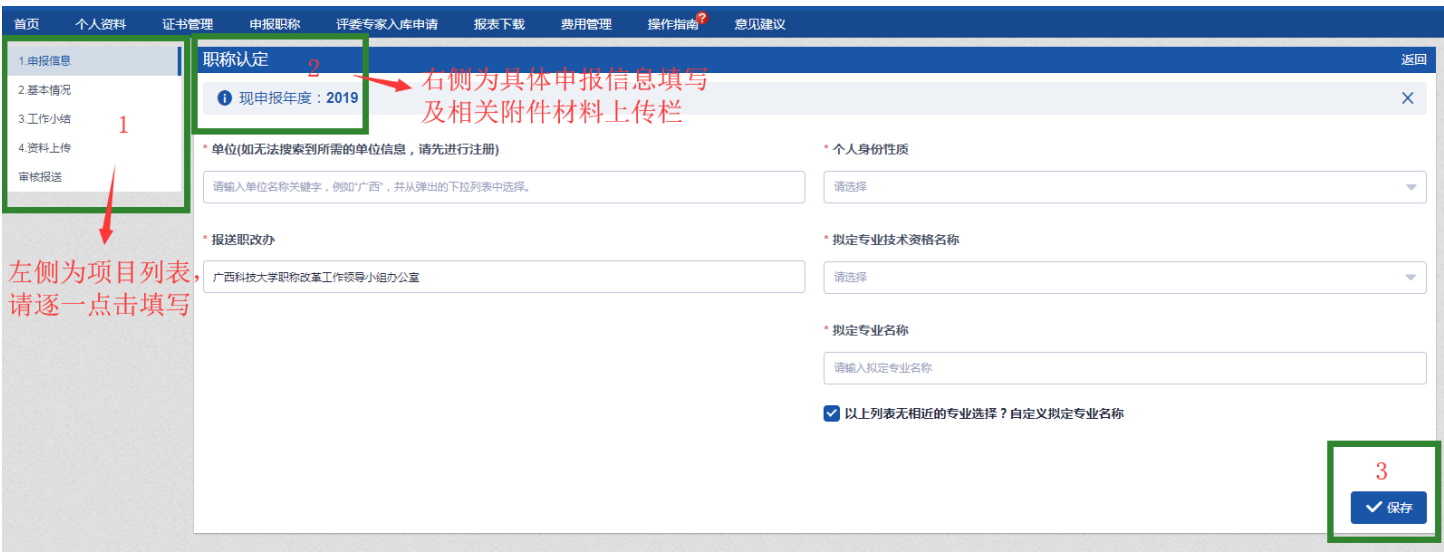 首页 个人资料 证书管理 申报职称 评委专家入库申请 报表下载 费用管理 操作指南? 意见建议
1.申报信息
2.基本情况
3.工作小结
4.资料上传
审核报送
1
左侧为项目列表，
请逐一点击填写
职称认定
返回
2
现申报年度：2019
右侧为具体申报信息填写
及相关附件材料上传栏
* 单位(如无法搜索到所需的单位信息，请先进行注册)
请输入单位名称关键字，例如"广西"，并从弹出的下拉列表中选择。
* 个人身份性质
请选择
* 报送职改办
广西科技大学职称改革工作领导小组办公室
* 拟定专业技术资格名称
请选择
* 拟定专业名称
请输入拟定专业名称
以上列表无相近的专业选择？自定义拟定专业名称
3
保存